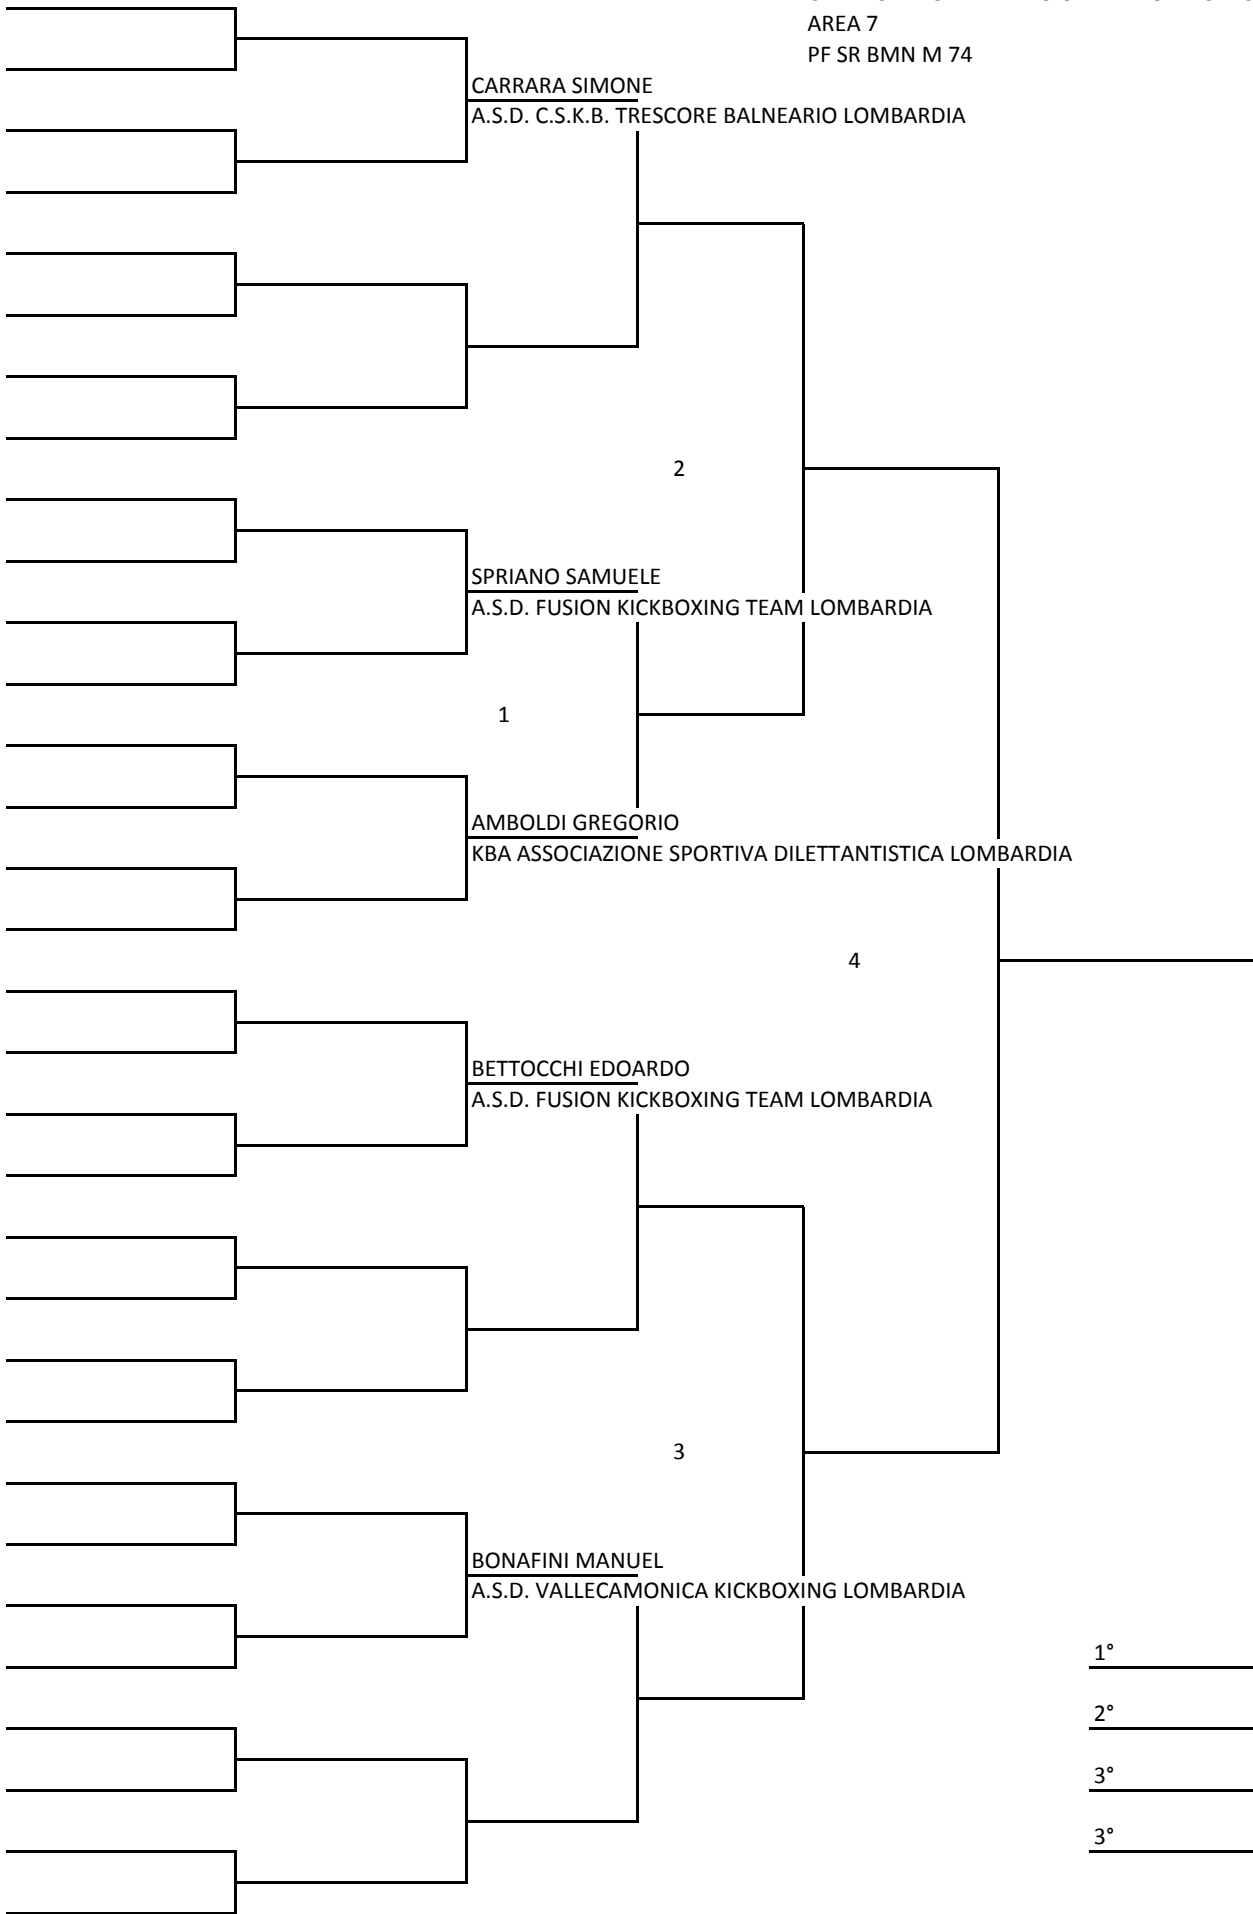 AREA 7
PF SR BMN M 74
CARRARA SIMONE
A.S.D. C.S.K.B. TRESCORE BALNEARIO LOMBARDIA
2
SPRIANO SAMUELE
A.S.D. FUSION KICKBOXING TEAM LOMBARDIA
1
AMBOLDI GREGORIO
KBA ASSOCIAZIONE SPORTIVA DILETTANTISTICA LOMBARDIA
4
BETTOCCHI EDOARDO
A.S.D. FUSION KICKBOXING TEAM LOMBARDIA
3
BONAFINI MANUEL
A.S.D. VALLECAMONICA KICKBOXING LOMBARDIA
1°
2°
3°
3°